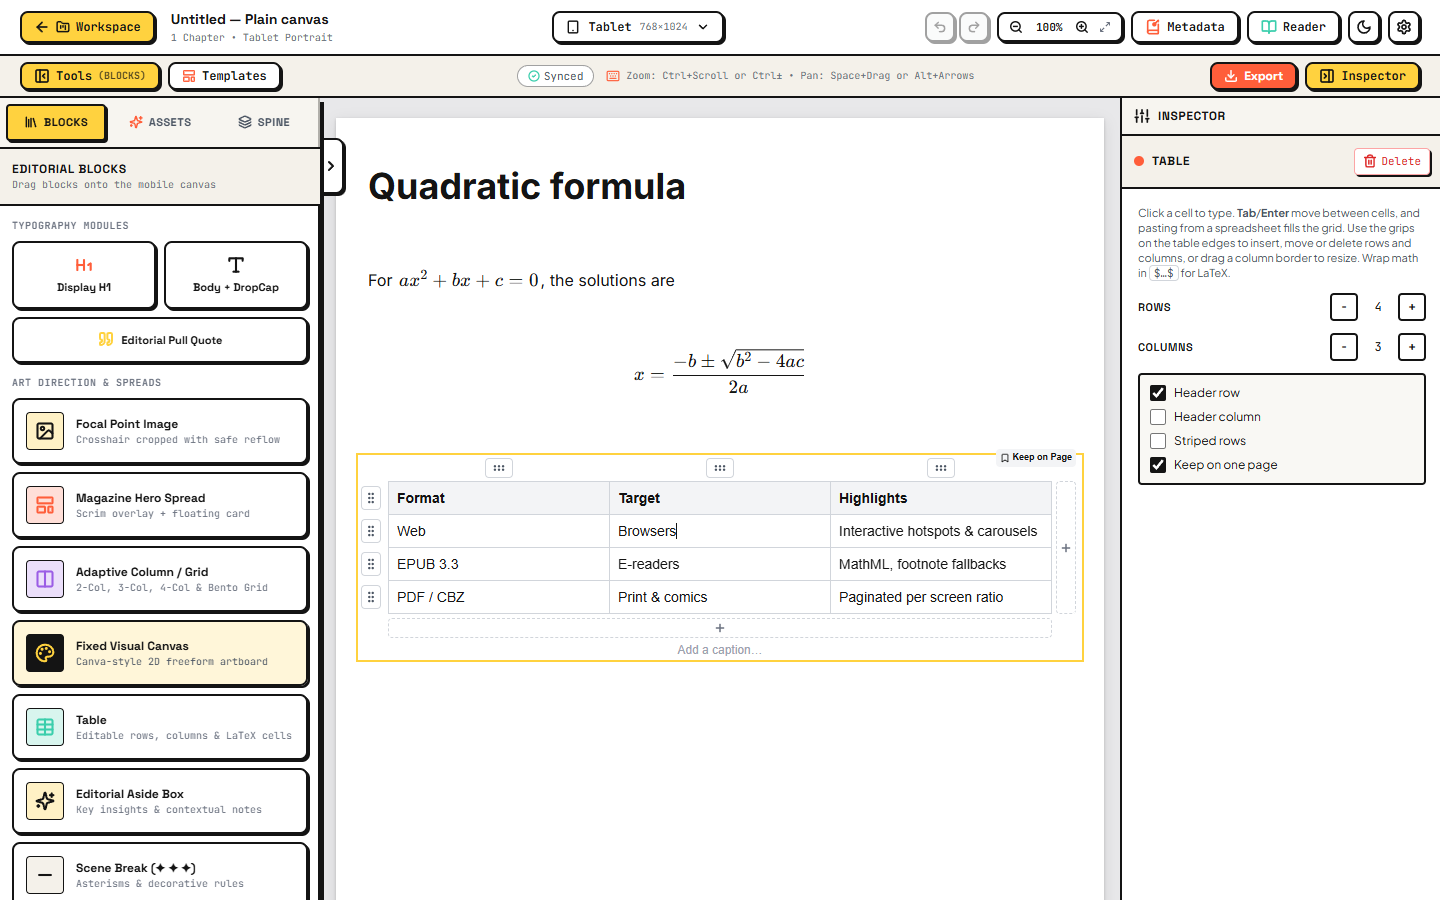 Workspace
Untitled — Plain canvas
1 Chapter • Tablet Portrait
Tablet 768×1024
100%
Metadata
Reader
Tools (BLOCKS)
Templates
Synced
Zoom: Ctrl+Scroll or Ctrl± • Pan: Space+Drag or Alt+Arrows
Export
Inspector
BLOCKS
ASSETS
SPINE
EDITORIAL BLOCKS
Drag blocks onto the mobile canvas
TYPOGRAPHY MODULES
H1
Display H1
Body + DropCap
Editorial Pull Quote
ART DIRECTION & SPREADS
Focal Point Image
Crosshair cropped with safe reflow
Magazine Hero Spread
Scrim overlay + floating card
Adaptive Column / Grid
2-Col, 3-Col, 4-Col & Bento Grid
Fixed Visual Canvas
Canva-style 2D freeform artboard
Table
Editable rows, columns & LaTeX cells
Editorial Aside Box
Key insights & contextual notes
Scene Break (✦ ✦ ✦)
Asterisms & decorative rules
Quadratic formula
For ax² + bx + c = 0, the solutions are
x = (−b ± √(b² − 4ac)) / 2a
Keep on Page
Format Target Highlights
Web Browsers Interactive hotspots & carousels
EPUB 3.3 E-readers MathML, footnote fallbacks
PDF / CBZ Print & comics Paginated per screen ratio
+
+
Add a caption...
INSPECTOR
TABLE
Delete
Click a cell to type. Tab/Enter move between cells, and
pasting from a spreadsheet fills the grid. Use the grips
on the table edges to insert, move or delete rows and
columns, or drag a column border to resize. Wrap math
in $…$ for LaTeX.
ROWS - 4 +
COLUMNS - 3 +
Header row
Header column
Striped rows
Keep on one page